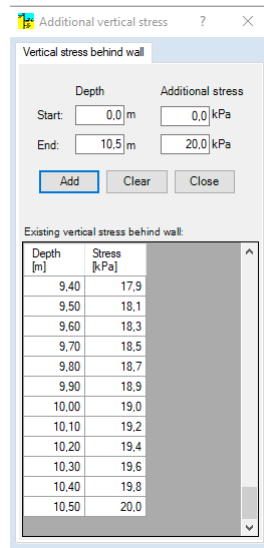 Additional vertical stress ? ×
Vertical stress behind wall
Depth Additional stress
Start: 0,0 m 0,0 kPa
End: 10,5 m 20,0 kPa
Add Clear Close
Existing vertical stress behind wall:
Depth Stress
[m] [kPa]
9,40 17,9
9,50 18,1
9,60 18,3
9,70 18,5
9,80 18,7
9,90 18,9
10,00 19,0
10,10 19,2
10,20 19,4
10,30 19,6
10,40 19,8
10,50 20,0